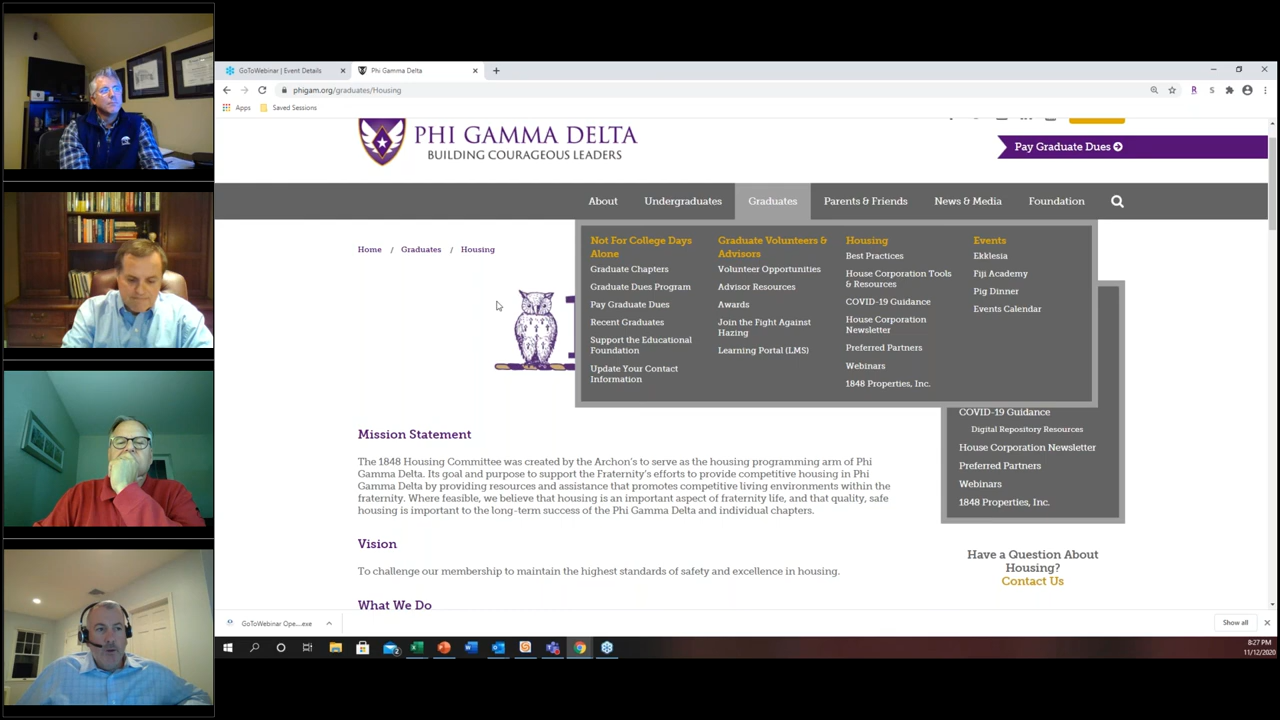 GoToWebinar | Event Details
Phi Gamma Delta
phigam.org/graduates/Housing
R
S
Apps
Saved Sessions
PHI GAMMA DELTA
BUILDING COURAGEOUS LEADERS
Pay Graduate Dues
About
Undergraduates
Graduates
Parents & Friends
News & Media
Foundation
Home / Graduates / Housing
Not For College Days
Alone
Graduate Chapters
Graduate Dues Program
Pay Graduate Dues
Recent Graduates
Support the Educational
Foundation
Update Your Contact
Information
Graduate Volunteers &
Advisors
Volunteer Opportunities
Advisor Resources
Awards
Join the Fight Against
Hazing
Learning Portal (LMS)
Housing
Best Practices
House Corporation Tools
& Resources
COVID-19 Guidance
House Corporation
Newsletter
Preferred Partners
Webinars
1848 Properties, Inc.
Events
Ekklesia
Fiji Academy
Pig Dinner
Events Calendar
COVID-19 Guidance
Digital Repository Resources
House Corporation Newsletter
Preferred Partners
Webinars
1848 Properties, Inc.
Mission Statement
The 1848 Housing Committee was created by the Archon's to serve as the housing programming arm of Phi
Gamma Delta. Its goal and purpose to support the Fraternity's efforts to provide competitive housing in Phi
Gamma Delta by providing resources and assistance that promotes competitive living environments within the
fraternity. Where feasible, we believe that housing is an important aspect of fraternity life, and that quality, safe
housing is important to the long-term success of the Phi Gamma Delta and individual chapters.
Vision
To challenge our membership to maintain the highest standards of safety and excellence in housing.
What We Do
Have a Question About
Housing?
Contact Us
GoToWebinar Ope....exe
Show all
2
8:27 PM
11/12/2020